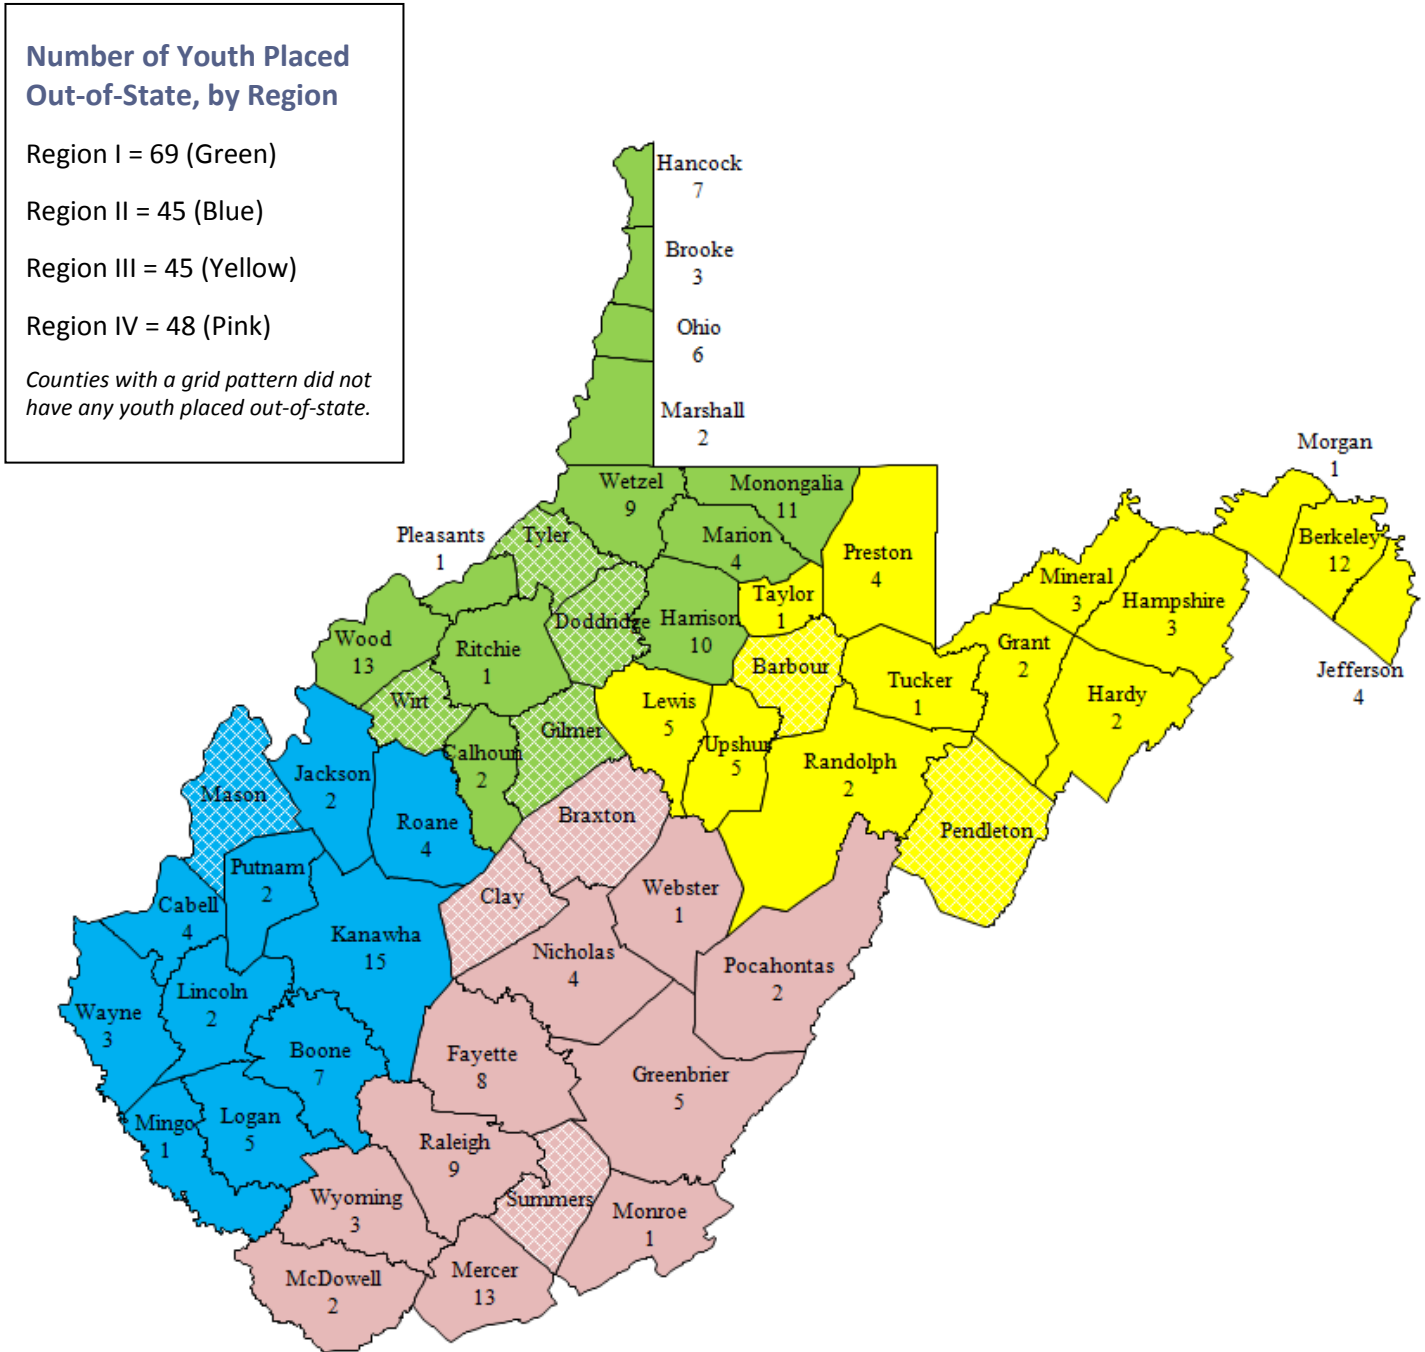 Number of Youth Placed
Out-of-State, by Region
Region I = 69 (Green)
Region II = 45 (Blue)
Region III = 45 (Yellow)
Region IV = 48 (Pink)
Counties with a grid pattern did not
have any youth placed out-of-state.
Hancock
7
Brooke
3
Ohio
6
Marshall
2
Wetzel
9
Monongalia
11
Marion
4
Pleasants
1
Tyler
Doddridge
Harrison
10
Wood
13
Ritchie
1
Wirt
Calhoun
2
Gilmer
Morgan
1
Berkeley
12
Jefferson
4
Preston
4
Taylor
1
Mineral
3
Hampshire
3
Grant
2
Hardy
2
Barbour
Tucker
1
Lewis
5
Upshur
5
Randolph
2
Pendleton
Mason
Jackson
2
Roane
4
Putnam
2
Cabell
4
Kanawha
15
Wayne
3
Lincoln
2
Boone
7
Mingo
1
Logan
5
Braxton
Clay
Webster
1
Nicholas
4
Pocahontas
2
Fayette
8
Greenbrier
5
Raleigh
9
Summers
Monroe
1
Wyoming
3
McDowell
2
Mercer
13